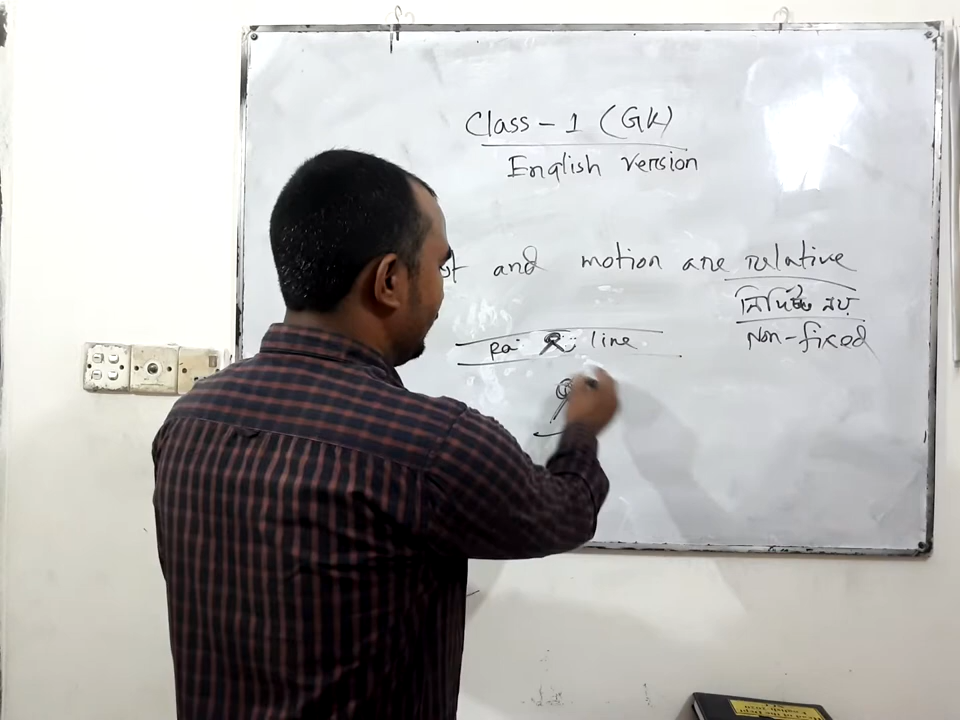 Class - 1 (GK)
English version
and motion are relative
নির্দিষ্ট নয়
Non-fixed
line